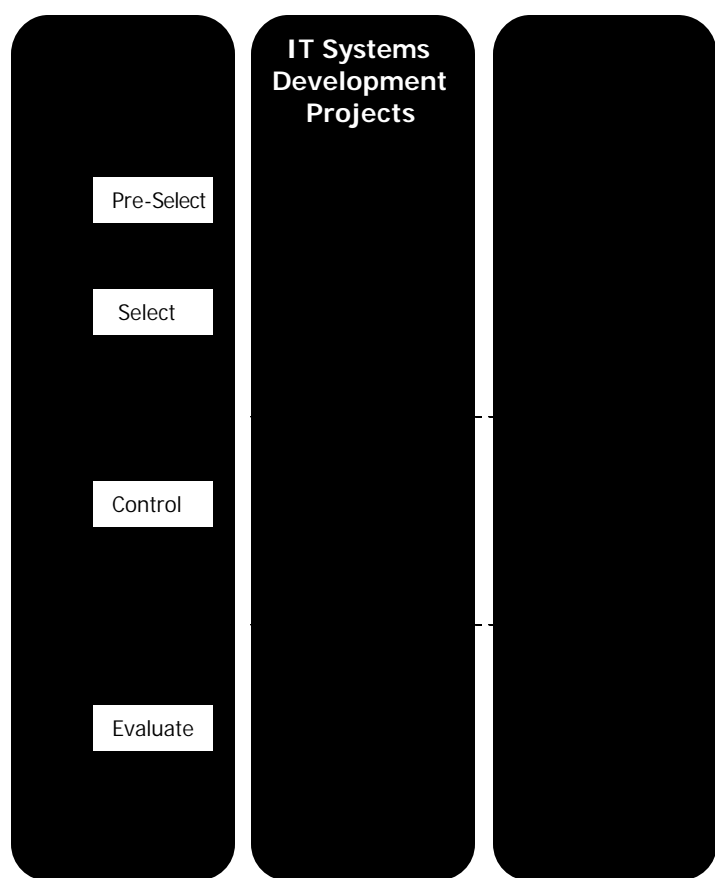 IT Systems
Development
Projects
Pre-Select
Select
Control
Evaluate